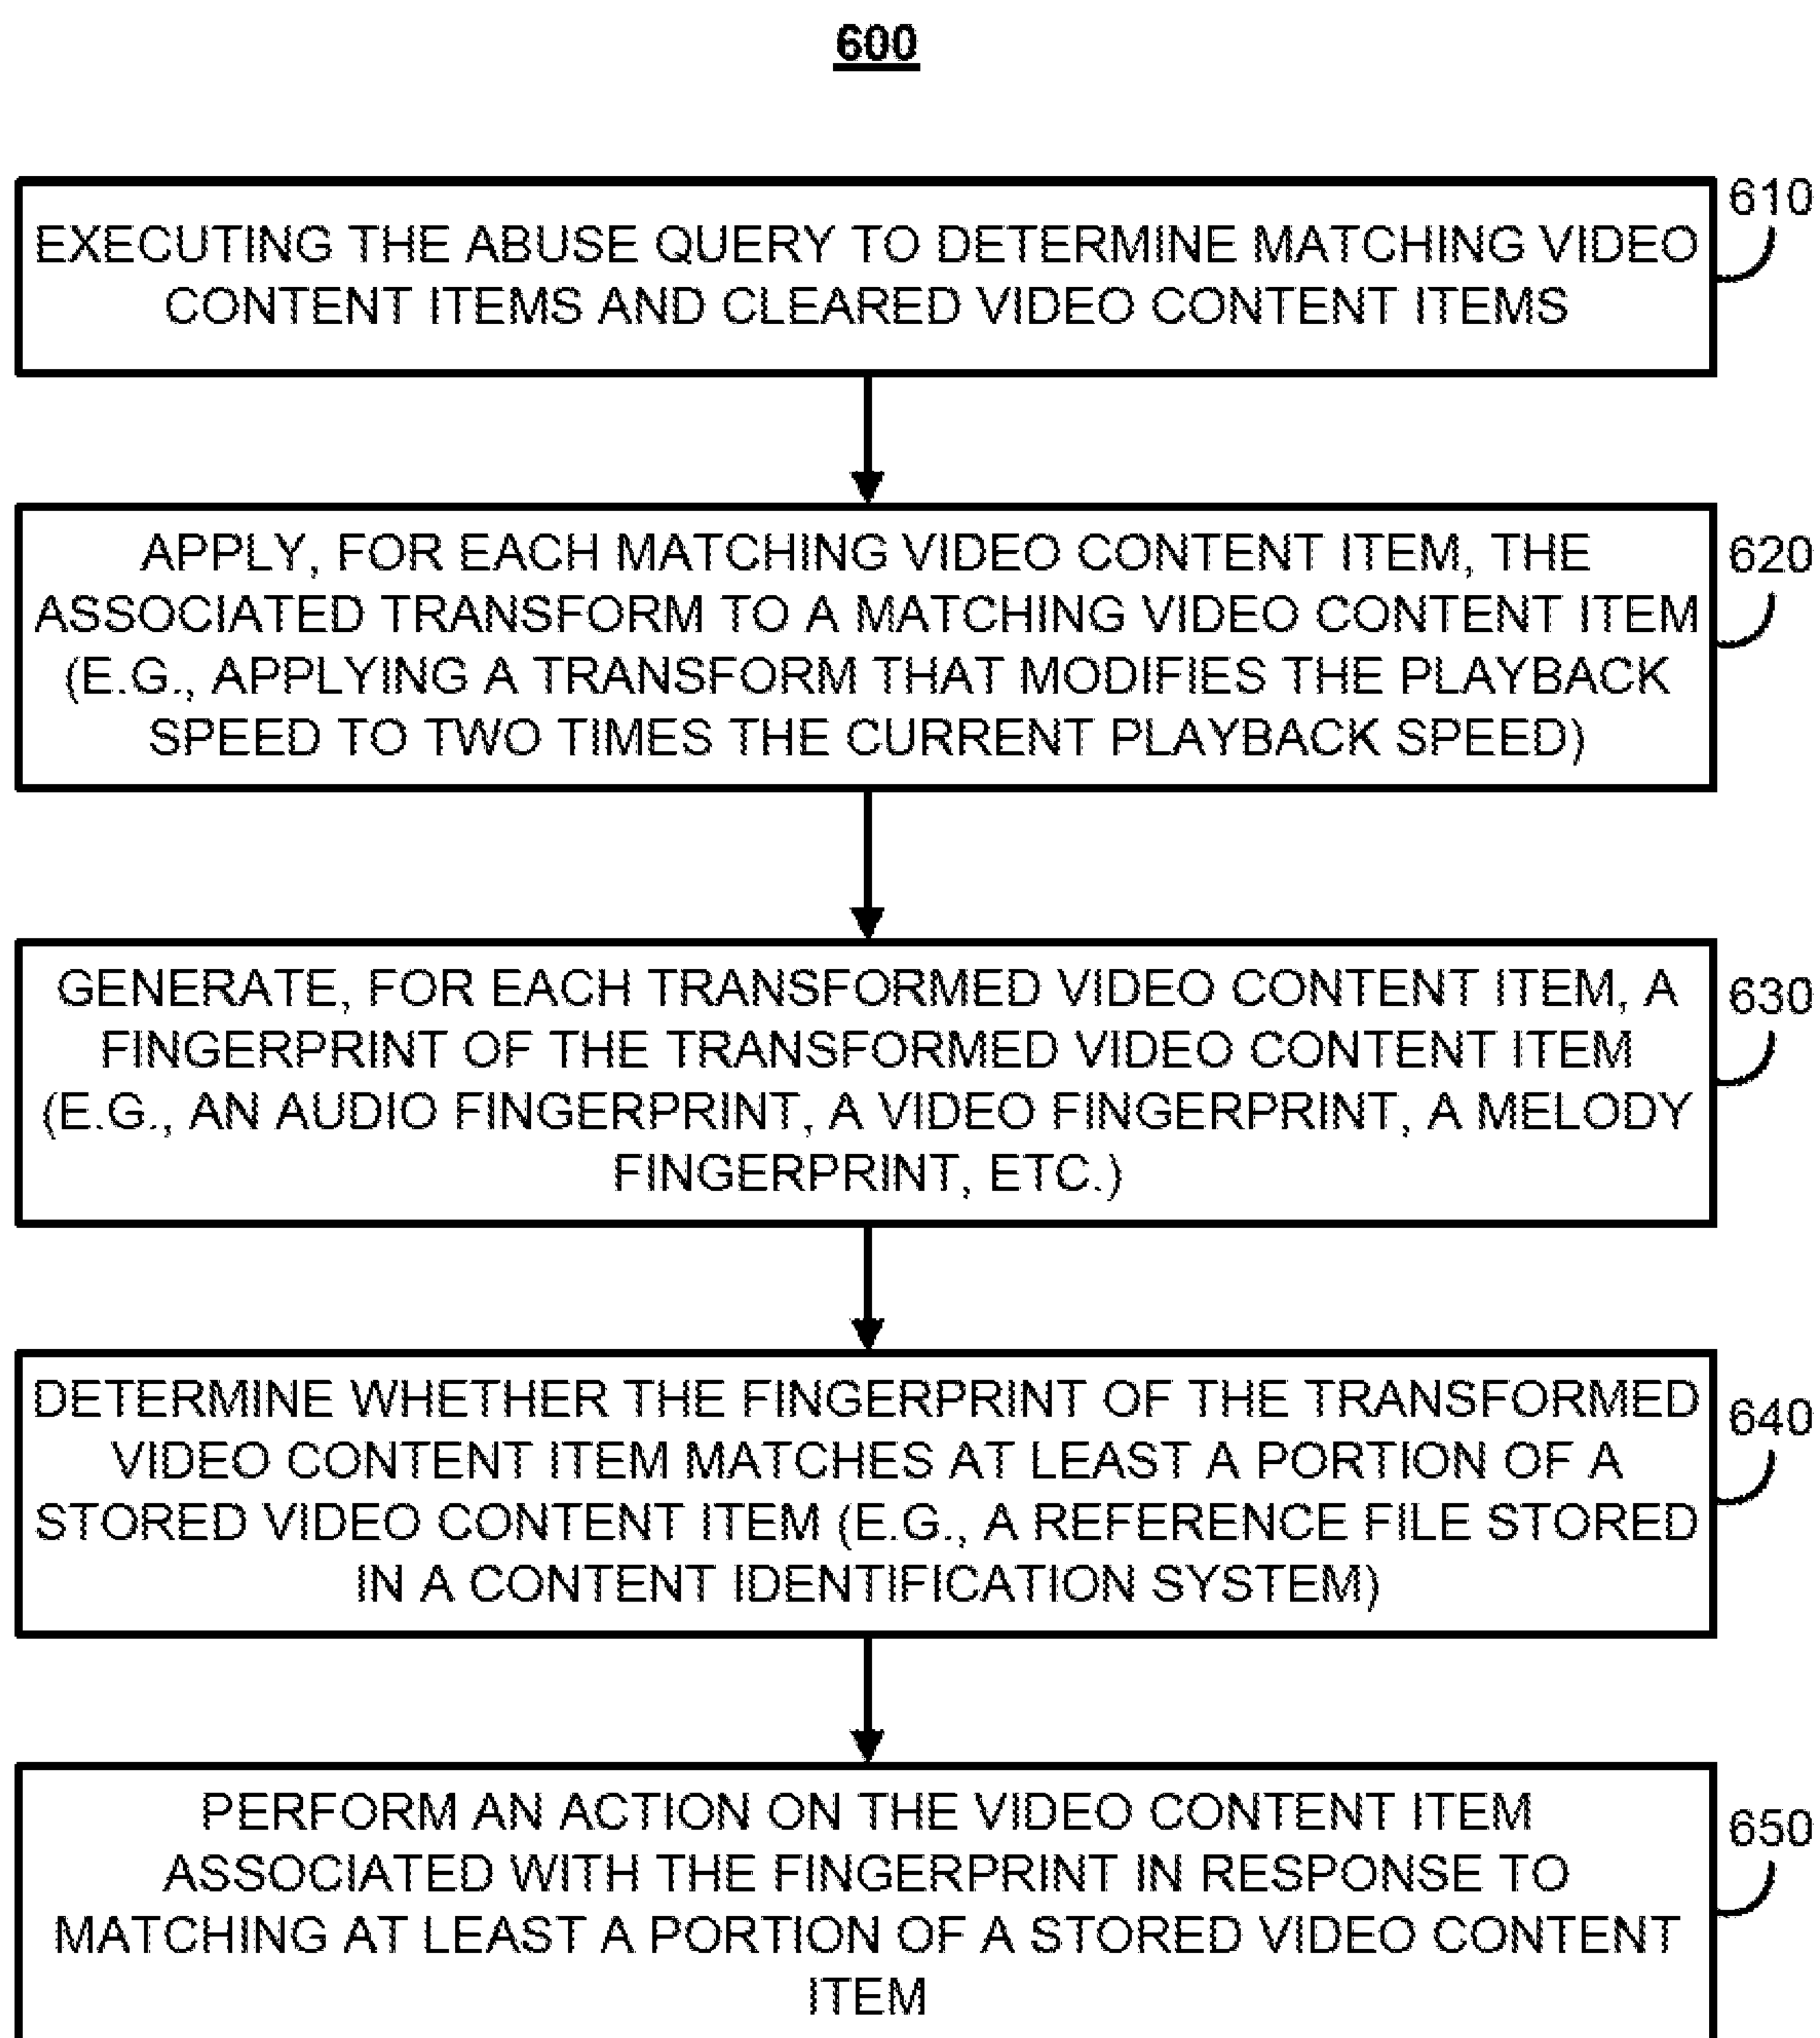 600
610
EXECUTING THE ABUSE QUERY TO DETERMINE MATCHING VIDEO
CONTENT ITEMS AND CLEARED VIDEO CONTENT ITEMS
620
APPLY, FOR EACH MATCHING VIDEO CONTENT ITEM, THE
ASSOCIATED TRANSFORM TO A MATCHING VIDEO CONTENT ITEM
(E.G., APPLYING A TRANSFORM THAT MODIFIES THE PLAYBACK
SPEED TO TWO TIMES THE CURRENT PLAYBACK SPEED)
630
GENERATE, FOR EACH TRANSFORMED VIDEO CONTENT ITEM, A
FINGERPRINT OF THE TRANSFORMED VIDEO CONTENT ITEM
(E.G., AN AUDIO FINGERPRINT, A VIDEO FINGERPRINT, A MELODY
FINGERPRINT, ETC.)
640
DETERMINE WHETHER THE FINGERPRINT OF THE TRANSFORMED
VIDEO CONTENT ITEM MATCHES AT LEAST A PORTION OF A
STORED VIDEO CONTENT ITEM (E.G., A REFERENCE FILE STORED
IN A CONTENT IDENTIFICATION SYSTEM)
650
PERFORM AN ACTION ON THE VIDEO CONTENT ITEM
ASSOCIATED WITH THE FINGERPRINT IN RESPONSE TO
MATCHING AT LEAST A PORTION OF A STORED VIDEO CONTENT
ITEM